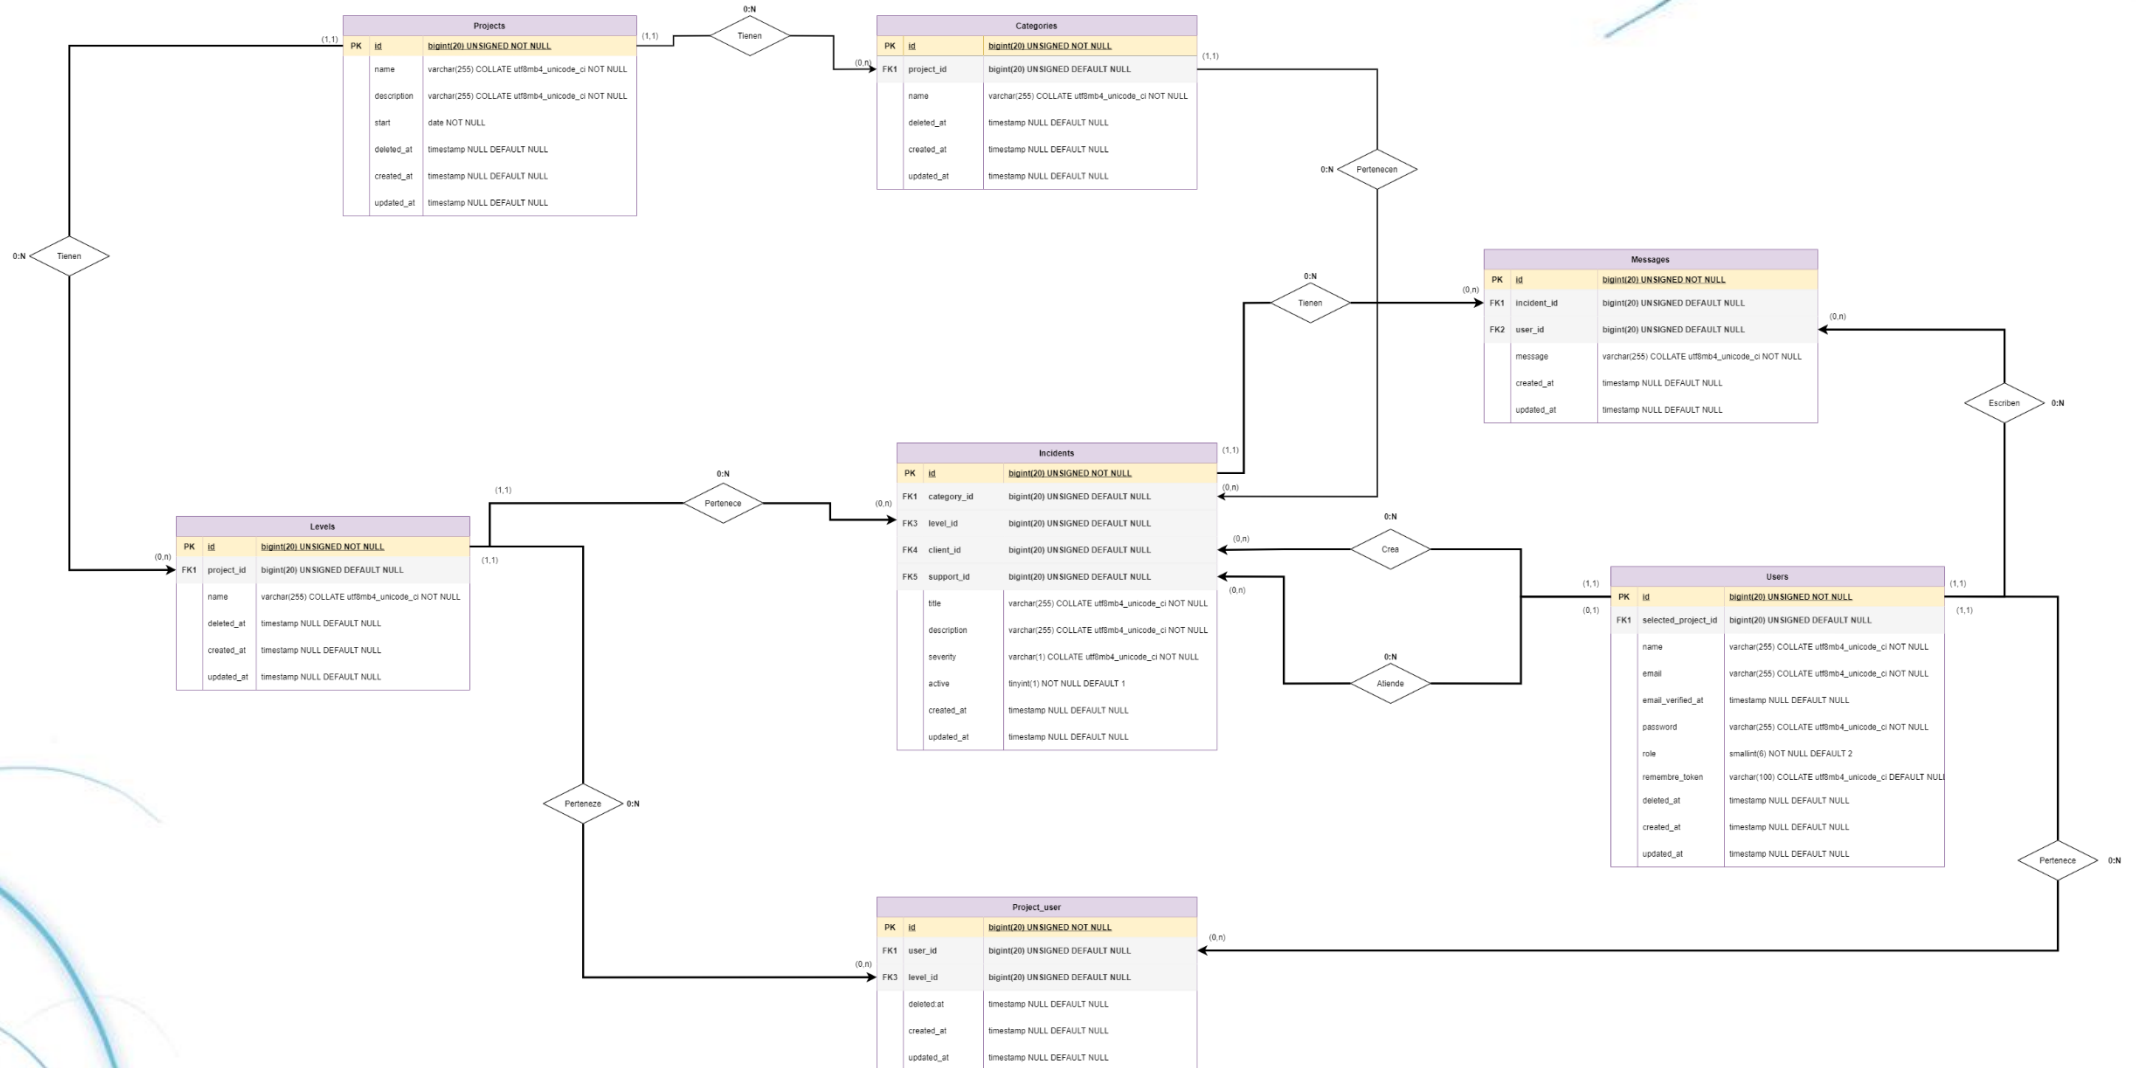 Projects
PK id bigint(20) UNSIGNED NOT NULL
name varchar(255) COLLATE utf8mb4_unicode_ci NOT NULL
description varchar(255) COLLATE utf8mb4_unicode_ci NOT NULL
start date NOT NULL
deleted_at timestamp NULL DEFAULT NULL
created_at timestamp NULL DEFAULT NULL
updated_at timestamp NULL DEFAULT NULL
(1,1)
(1,1)
0:N
Tienen
(0,n)
Categories
PK id bigint(20) UNSIGNED NOT NULL
FK1 project_id bigint(20) UNSIGNED DEFAULT NULL
name varchar(255) COLLATE utf8mb4_unicode_ci NOT NULL
deleted_at timestamp NULL DEFAULT NULL
created_at timestamp NULL DEFAULT NULL
updated_at timestamp NULL DEFAULT NULL
(1,1)
0:N
Pertenecen
0:N
Tienen
0:N
Tienen
(0,n)
Messages
PK id bigint(20) UNSIGNED NOT NULL
FK1 incident_id bigint(20) UNSIGNED DEFAULT NULL
FK2 user_id bigint(20) UNSIGNED DEFAULT NULL
message varchar(255) COLLATE utf8mb4_unicode_ci NOT NULL
created_at timestamp NULL DEFAULT NULL
updated_at timestamp NULL DEFAULT NULL
(0,n)
Escriben
0:N
Incidents
PK id bigint(20) UNSIGNED NOT NULL
FK1 category_id bigint(20) UNSIGNED DEFAULT NULL
FK3 level_id bigint(20) UNSIGNED DEFAULT NULL
FK4 client_id bigint(20) UNSIGNED DEFAULT NULL
FK5 support_id bigint(20) UNSIGNED DEFAULT NULL
title varchar(255) COLLATE utf8mb4_unicode_ci NOT NULL
description varchar(255) COLLATE utf8mb4_unicode_ci NOT NULL
severity varchar(1) COLLATE utf8mb4_unicode_ci NOT NULL
active tinyint(1) NOT NULL DEFAULT 1
created_at timestamp NULL DEFAULT NULL
updated_at timestamp NULL DEFAULT NULL
(1,1)
(0,n)
(0,n)
(0,n)
0:N
Pertenece
(0,n)
(1,1)
(1,1)
Levels
PK id bigint(20) UNSIGNED NOT NULL
FK1 project_id bigint(20) UNSIGNED DEFAULT NULL
name varchar(255) COLLATE utf8mb4_unicode_ci NOT NULL
deleted_at timestamp NULL DEFAULT NULL
created_at timestamp NULL DEFAULT NULL
updated_at timestamp NULL DEFAULT NULL
(0,n)
0:N
Crea
0:N
Atiende
(1,1)
(0,1)
Users
PK id bigint(20) UNSIGNED NOT NULL
FK1 selected_project_id bigint(20) UNSIGNED DEFAULT NULL
name varchar(255) COLLATE utf8mb4_unicode_ci NOT NULL
email varchar(255) COLLATE utf8mb4_unicode_ci NOT NULL
email_verified_at timestamp NULL DEFAULT NULL
password varchar(255) COLLATE utf8mb4_unicode_ci NOT NULL
role smallint(6) NOT NULL DEFAULT 2
remembre_token varchar(100) COLLATE utf8mb4_unicode_ci DEFAULT NULL
deleted_at timestamp NULL DEFAULT NULL
created_at timestamp NULL DEFAULT NULL
updated_at timestamp NULL DEFAULT NULL
(1,1)
(1,1)
Perteneze 0:N
Pertenece 0:N
Project_user
PK id bigint(20) UNSIGNED NOT NULL
FK1 user_id bigint(20) UNSIGNED DEFAULT NULL
FK3 level_id bigint(20) UNSIGNED DEFAULT NULL
deleted:at timestamp NULL DEFAULT NULL
created_at timestamp NULL DEFAULT NULL
updated_at timestamp NULL DEFAULT NULL
(0,n)
(0,n)